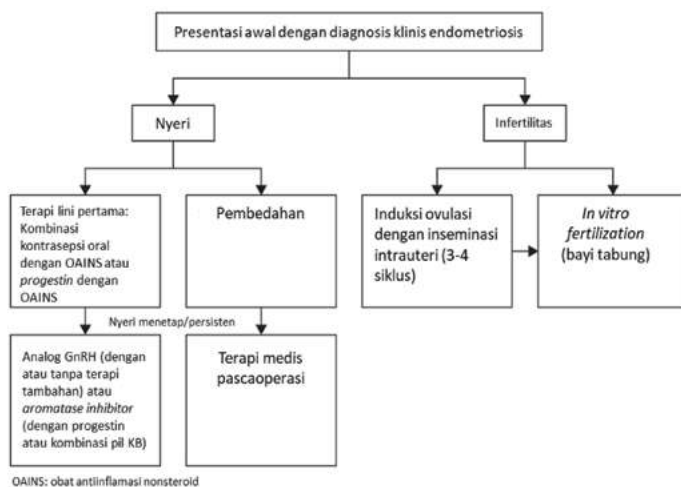 Presentasi awal dengan diagnosis klinis endometriosis
Nyeri
Infertilitas
Terapi lini pertama:
Kombinasi
kontrasepsi oral
dengan OAINS atau
progestin dengan
OAINS
Pembedahan
Induksi ovulasi
dengan inseminasi
intrauteri (3-4
siklus)
In vitro
fertilization
(bayi tabung)
Nyeri menetap/persisten
Analog GnRH (dengan
atau tanpa terapi
tambahan) atau
aromatase inhibitor
(dengan progestin
atau kombinasi pil KB)
Terapi medis
pascaoperasi
OAINS: obat antiinflamasi nonsteroid